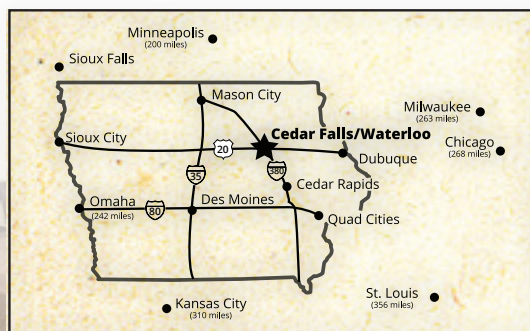 Minneapolis
(200 miles)
Sioux Falls
Mason City
Milwaukee
(263 miles)
Cedar Falls/Waterloo
Sioux City
20
Chicago
(268 miles)
Dubuque
35
380
Cedar Rapids
Omaha
(242 miles)
80
Des Moines
Quad Cities
St. Louis
(356 miles)
Kansas City
(310 miles)